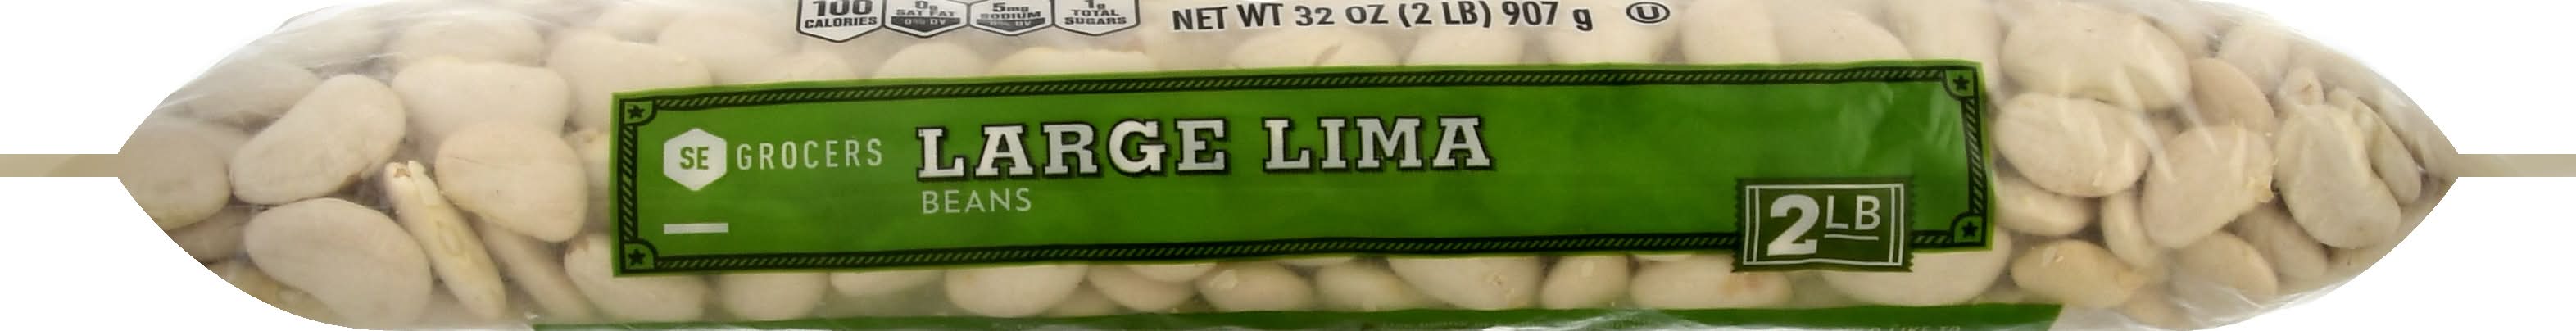 100 CALORIES
0g SAT FAT 0% DV
5mg SODIUM 0% DV
1g TOTAL SUGARS
NET WT 32 OZ (2 LB) 907 g U
SE GROCERS
LARGE LIMA
BEANS
2 LB